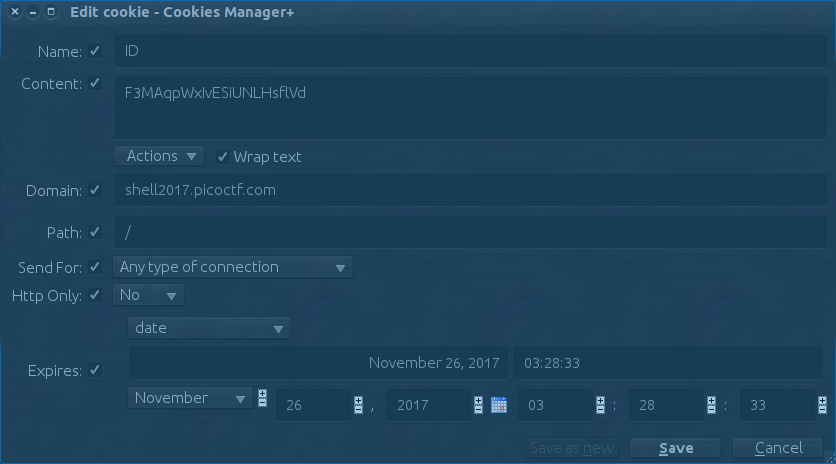 Edit cookie - Cookies Manager+
Name: ID
Content: F3MAqpWxIvESiUNLHsflVd
Actions Wrap text
Domain: shell2017.picoctf.com
Path: /
Send For: Any type of connection
Http Only: No
date
Expires: November 26, 2017 03:28:33
November 26 , 2017 03 : 28 : 33
Save as new Save Cancel